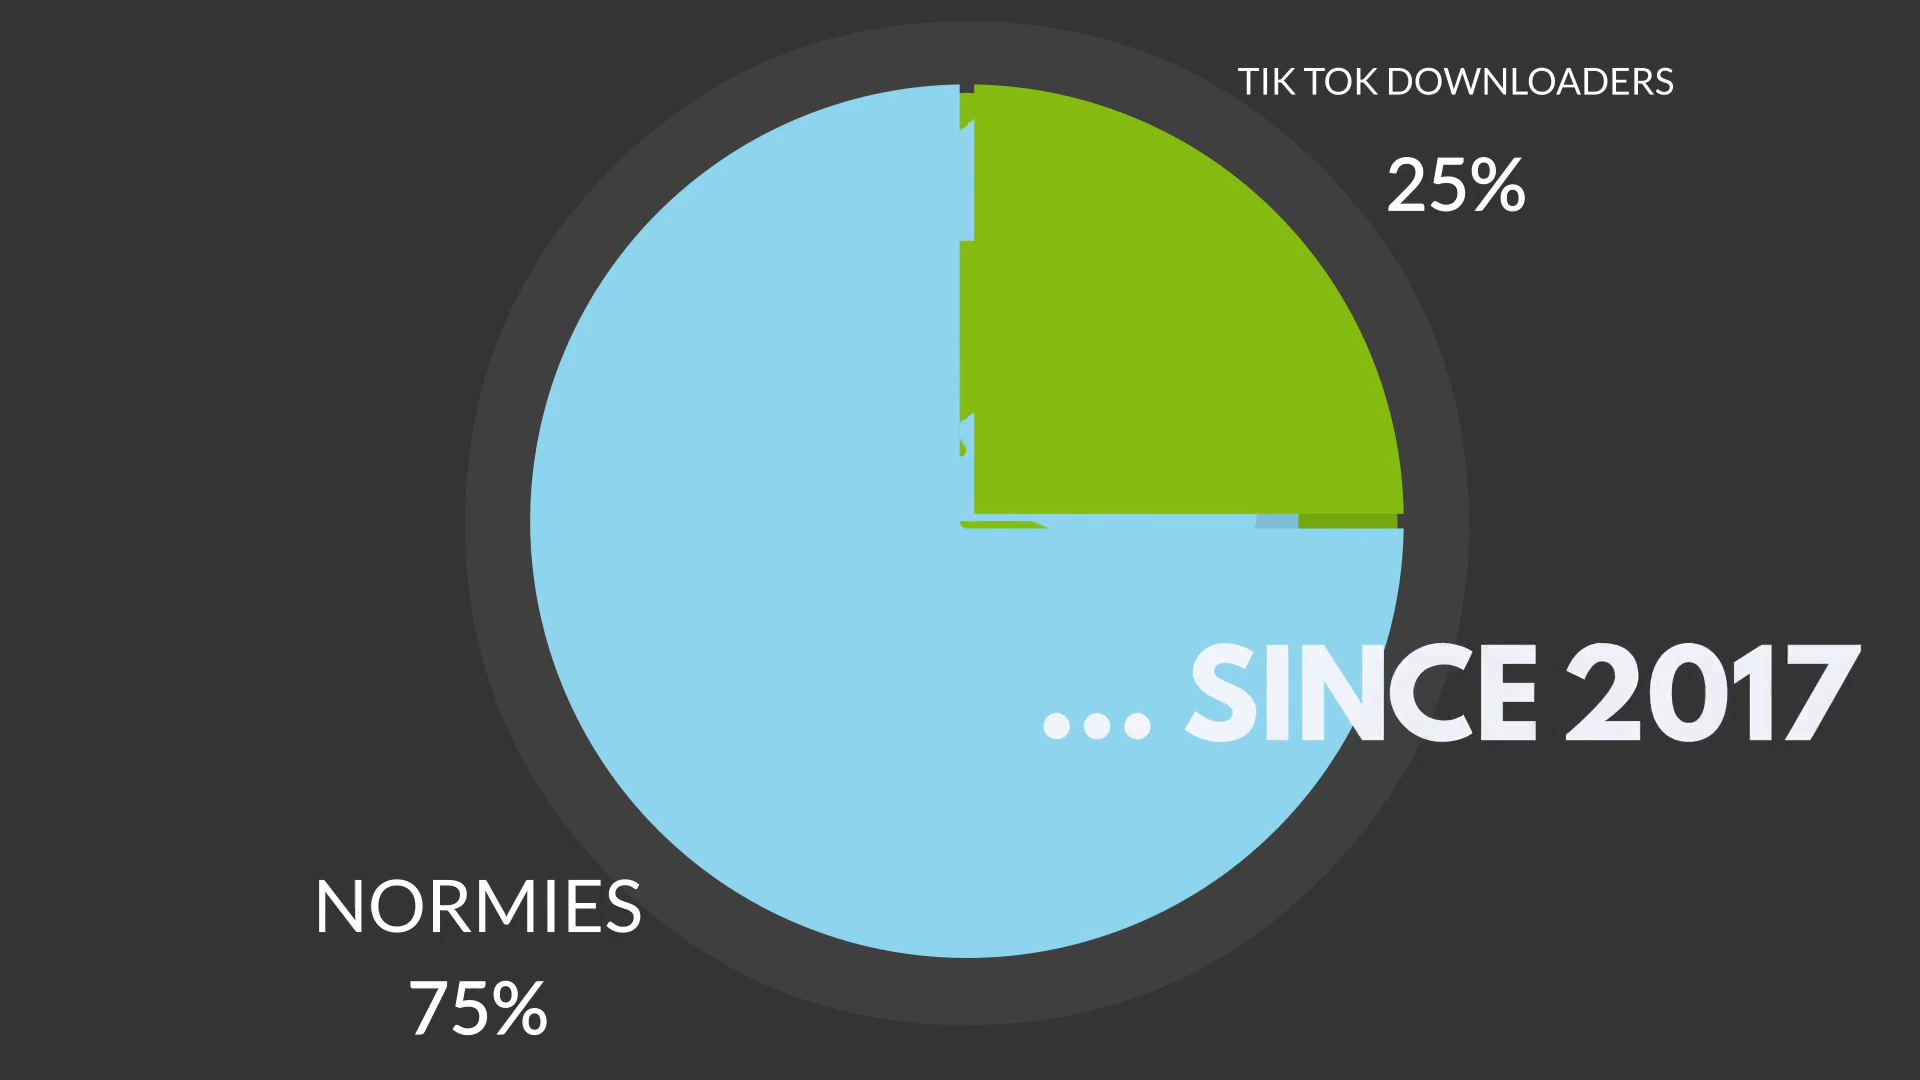 TIK TOK DOWNLOADERS
25%
... SINCE 2017
NORMIES
75%